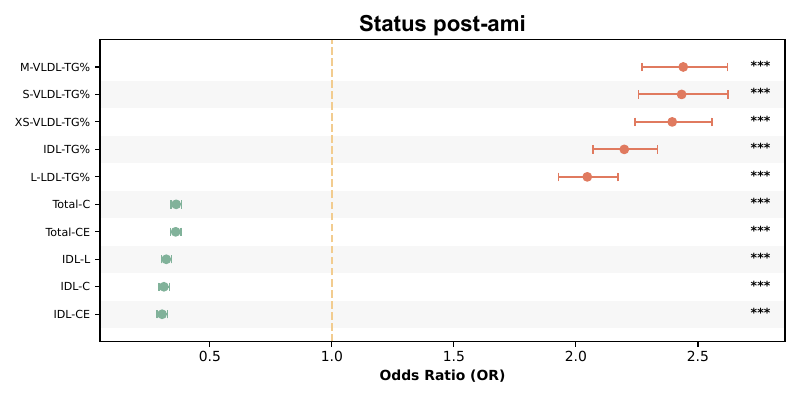 Status post-ami
M-VLDL-TG% ***
S-VLDL-TG% ***
XS-VLDL-TG% ***
IDL-TG% ***
L-LDL-TG% ***
Total-C ***
Total-CE ***
IDL-L ***
IDL-C ***
IDL-CE ***
0.5 1.0 1.5 2.0 2.5
Odds Ratio (OR)